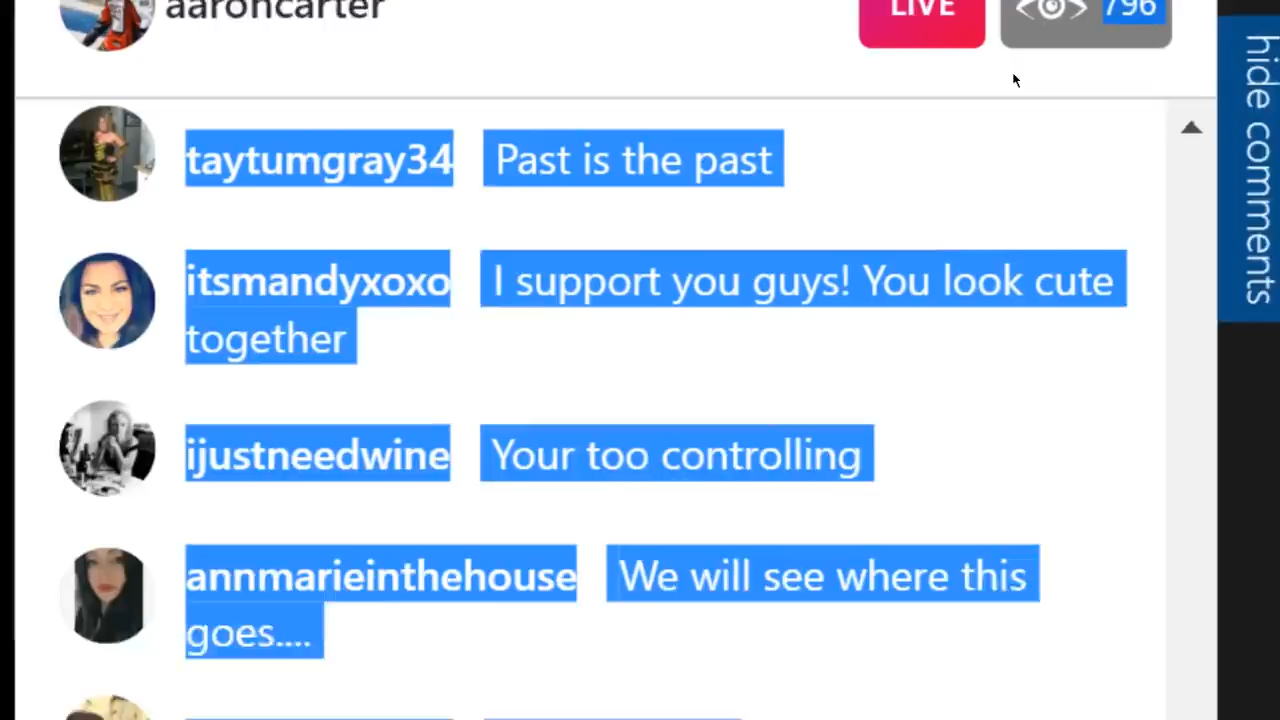 aaroncarter LIVE 796
hide comments
taytumgray34 Past is the past
itsmandyxoxo I support you guys! You look cute
together
ijustneedwine Your too controlling
annmarieinthehouse We will see where this
goes....